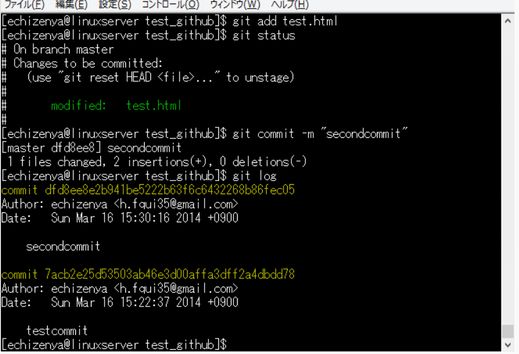 ファイル(F) 編集(E) 設定(S) コントロール(O) ウィンドウ(W) ヘルプ(H)
[echizenya@linuxserver test_github]$ git add test.html
[echizenya@linuxserver test_github]$ git status
# On branch master
# Changes to be committed:
#   (use "git reset HEAD <file>..." to unstage)
#
#       modified:   test.html
#
[echizenya@linuxserver test_github]$ git commit -m "secondcommit"
[master dfd8ee8] secondcommit
 1 files changed, 2 insertions(+), 0 deletions(-)
[echizenya@linuxserver test_github]$ git log
commit dfd8ee8e2b941be5222b63f6c6432268b86fec05
Author: echizenya <h.fqui35@gmail.com>
Date:   Sun Mar 16 15:30:16 2014 +0900

    secondcommit

commit 7acb2e25d53503ab46e3d00affa3dff2a4dbdd78
Author: echizenya <h.fqui35@gmail.com>
Date:   Sun Mar 16 15:22:37 2014 +0900

    testcommit
[echizenya@linuxserver test_github]$